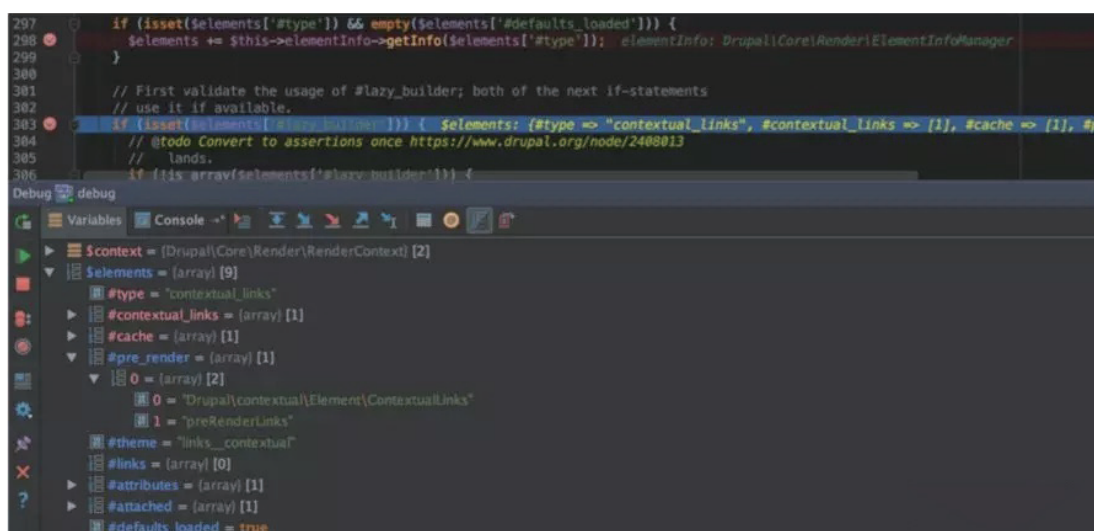 297 if (isset($elements['#type']) && empty($elements['#defaults_loaded'])) {
298 $elements += $this->elementInfo->getInfo($elements['#type']); elementInfo: Drupal\Core\Render\ElementInfoManager
299 }
300
301 // First validate the usage of #lazy_builder; both of the next if-statements
302 // use it if available.
303 if (isset($elements['#lazy_builder'])) { $elements: {#type => "contextual_links", #contextual_links => [1], #cache => [1],
304 // @todo Convert to assertions once https://www.drupal.org/node/2408013
305 // lands.
306 if (!is_array($elements['#lazy_builder'])) {
Debug debug
Variables Console
$context = {Drupal\Core\Render\RenderContext} [2]
$elements = {array} [9]
#type = "contextual_links"
#contextual_links = {array} [1]
#cache = {array} [1]
#pre_render = {array} [1]
0 = {array} [2]
0 = "Drupal\contextual\Element\ContextualLinks"
1 = "preRenderLinks"
#theme = "links__contextual"
#links = {array} [0]
#attributes = {array} [1]
#attached = {array} [1]
#defaults_loaded = true